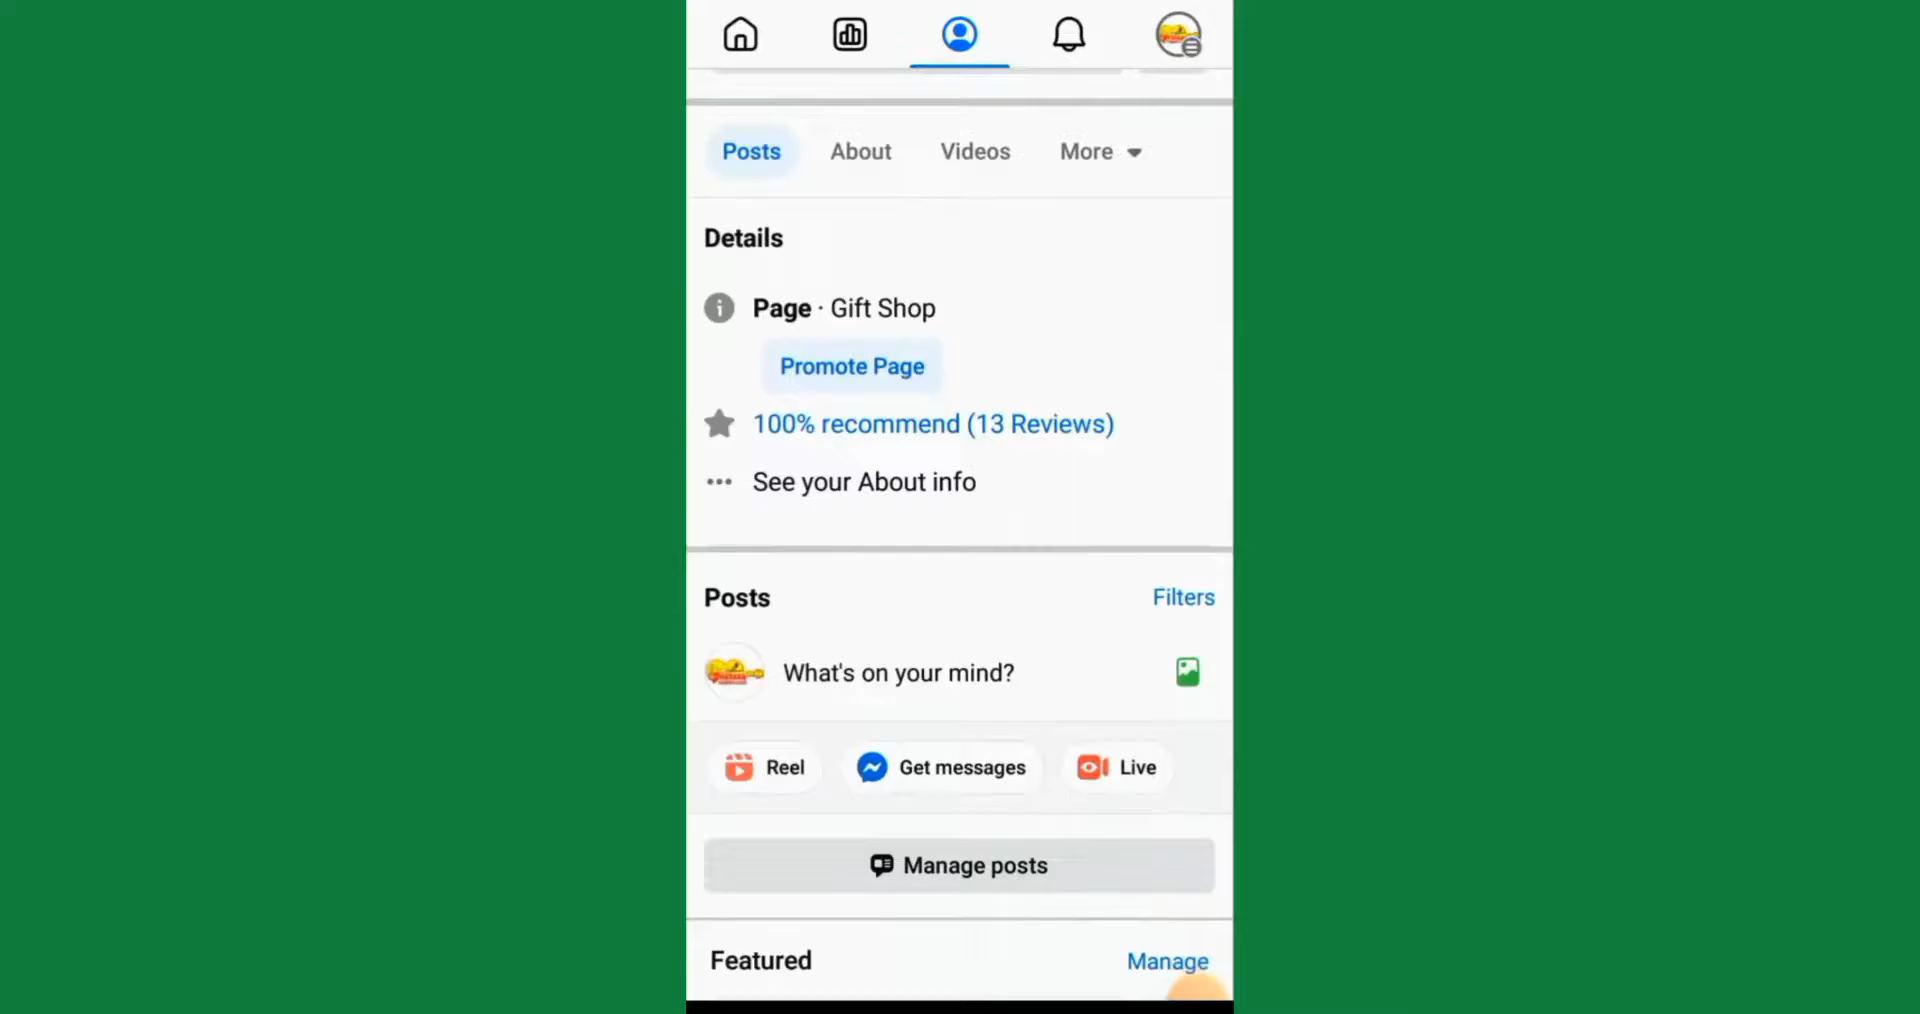 Posts About Videos More
Details
Page · Gift Shop
Promote Page
100% recommend (13 Reviews)
See your About info
Posts Filters
What's on your mind?
Reel Get messages Live
Manage posts
Featured Manage